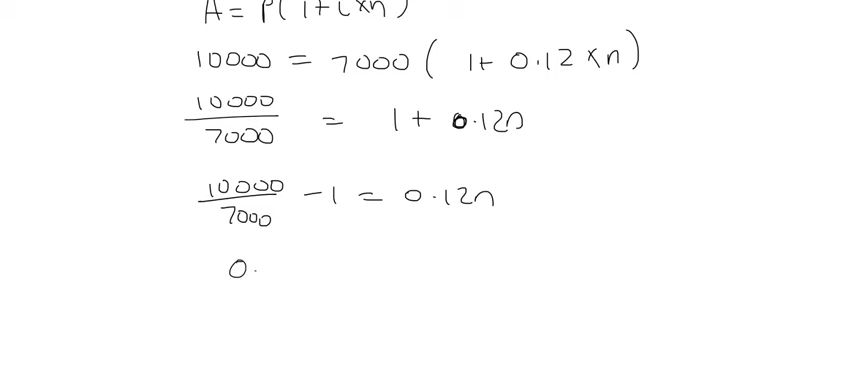 A = P(1+i×n)
10000 = 7000 ( 1+ 0.12 ×n)
10000/7000 = 1+ 0.12n
10000/7000 -1 = 0.12n
0.